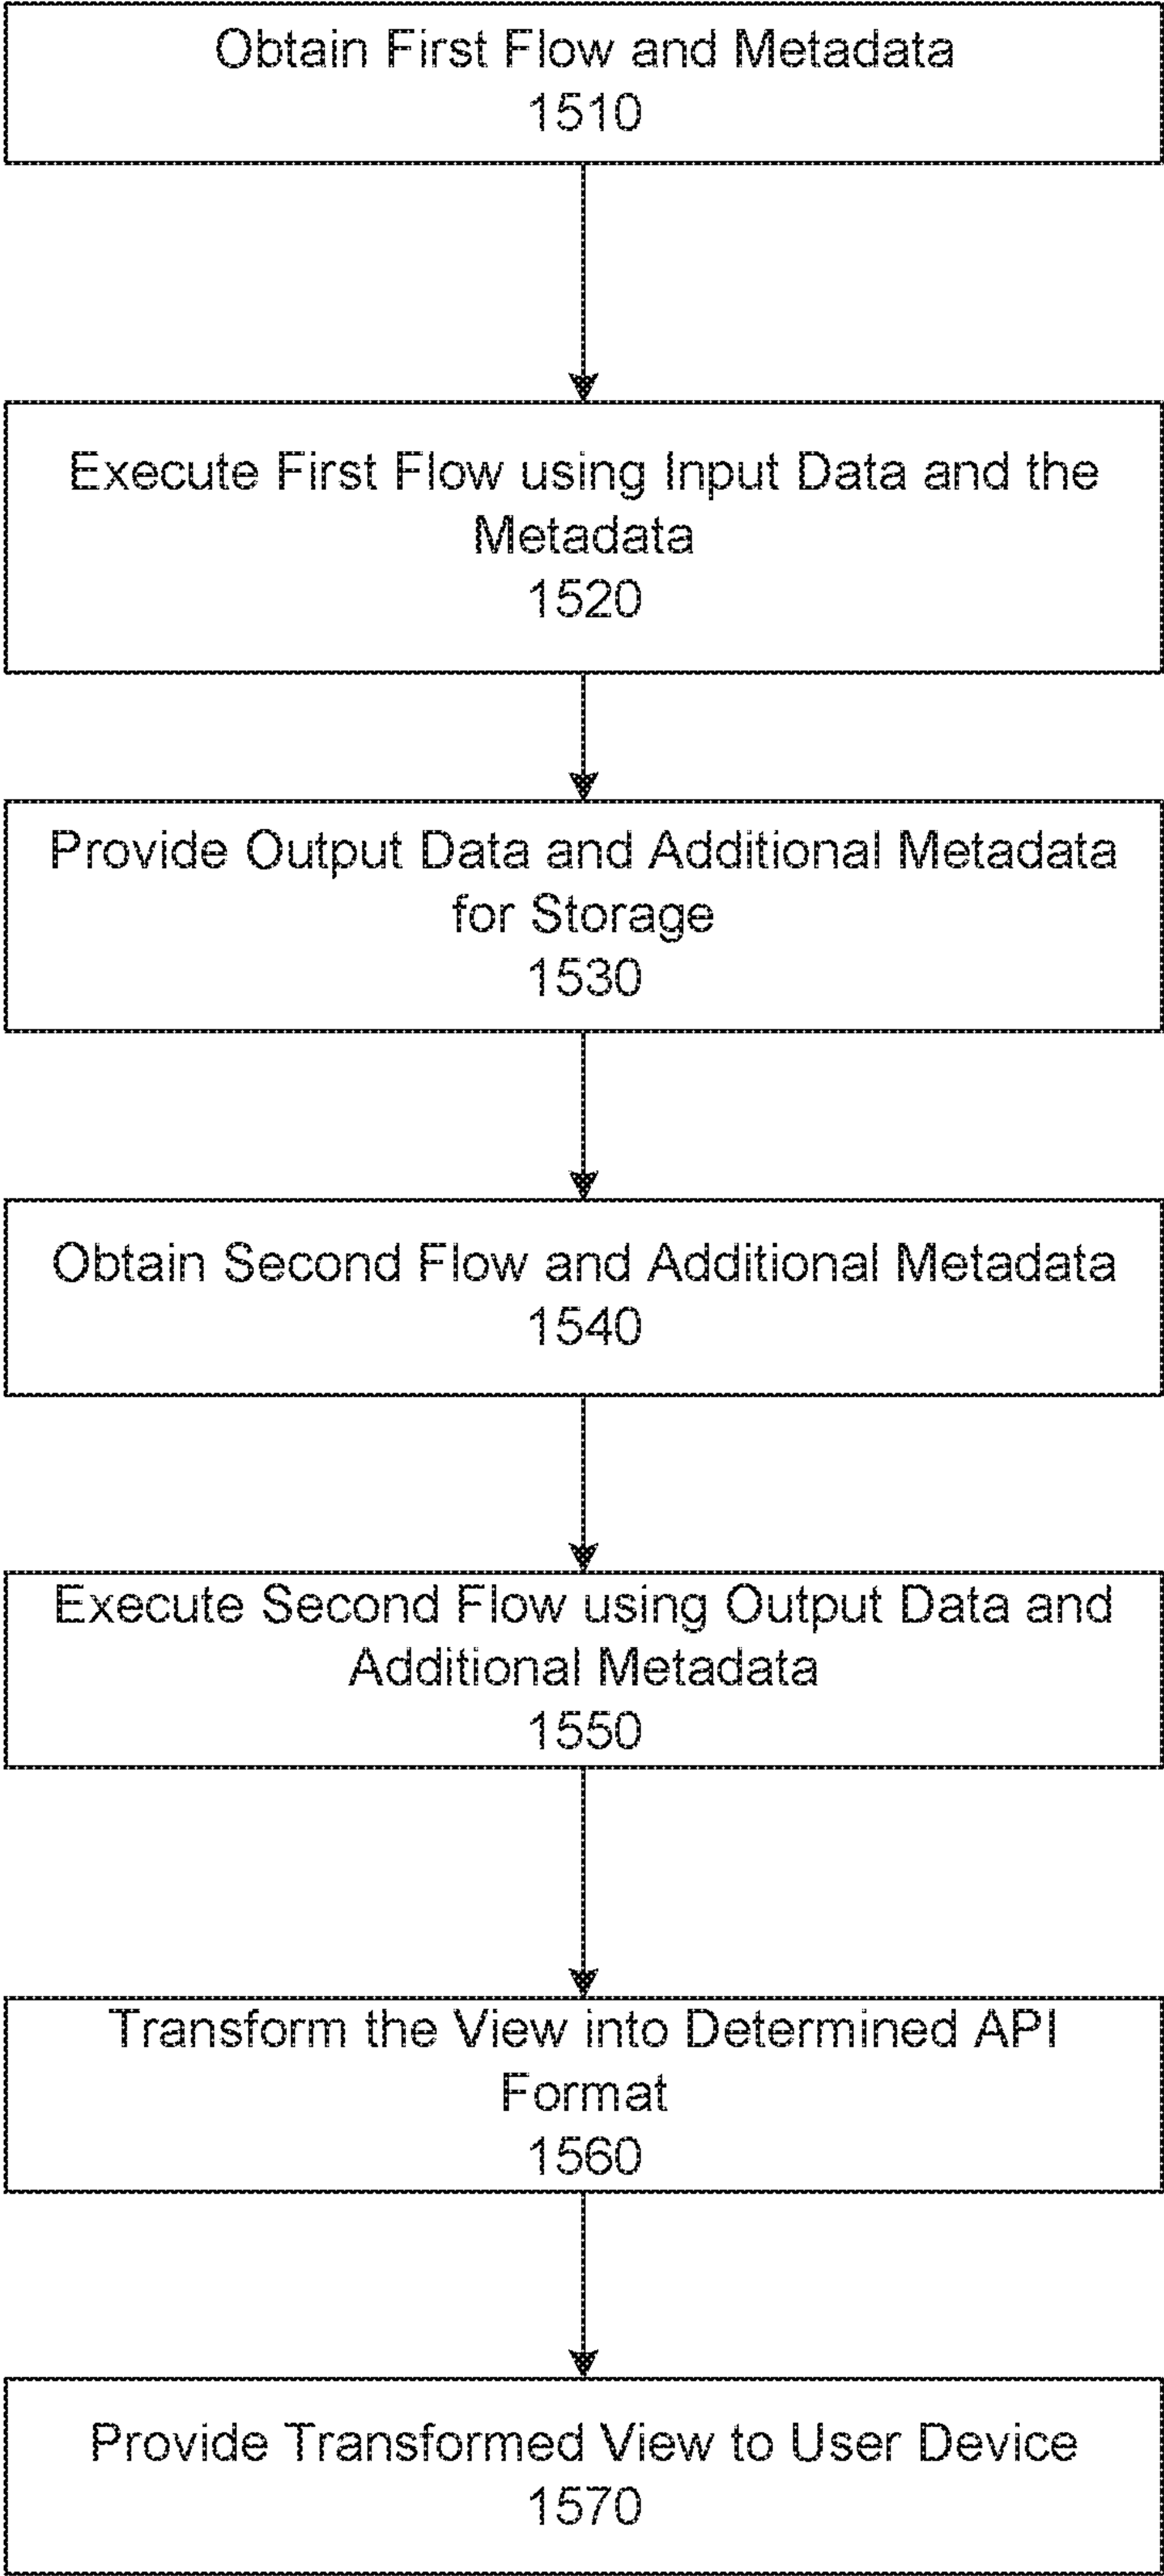 Obtain First Flow and Metadata
1510
Execute First Flow using Input Data and the
Metadata
1520
Provide Output Data and Additional Metadata
for Storage
1530
Obtain Second Flow and Additional Metadata
1540
Execute Second Flow using Output Data and
Additional Metadata
1550
Transform the View into Determined API
Format
1560
Provide Transformed View to User Device
1570